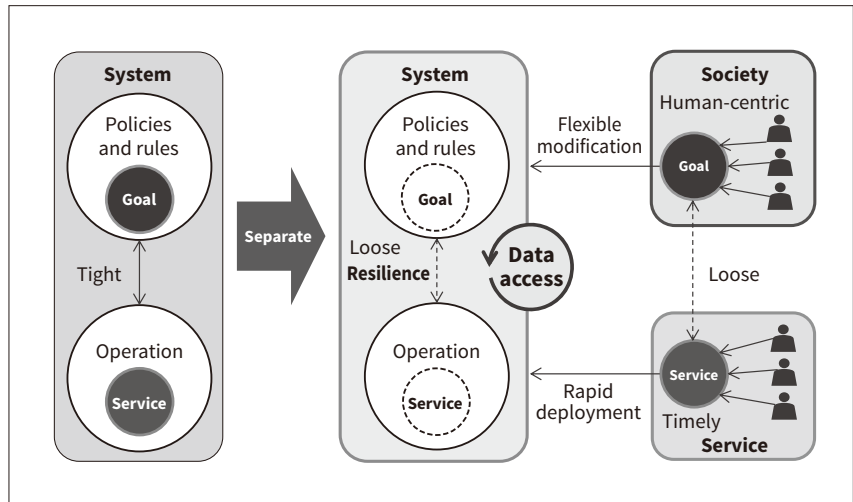 System
Policies
and rules
Goal
Tight
Operation
Service
Separate
System
Policies
and rules
Goal
Loose
Resilience
Data
access
Operation
Service
Flexible
modification
Rapid
deployment
Society
Human-centric
Goal
Loose
Service
Timely
Service